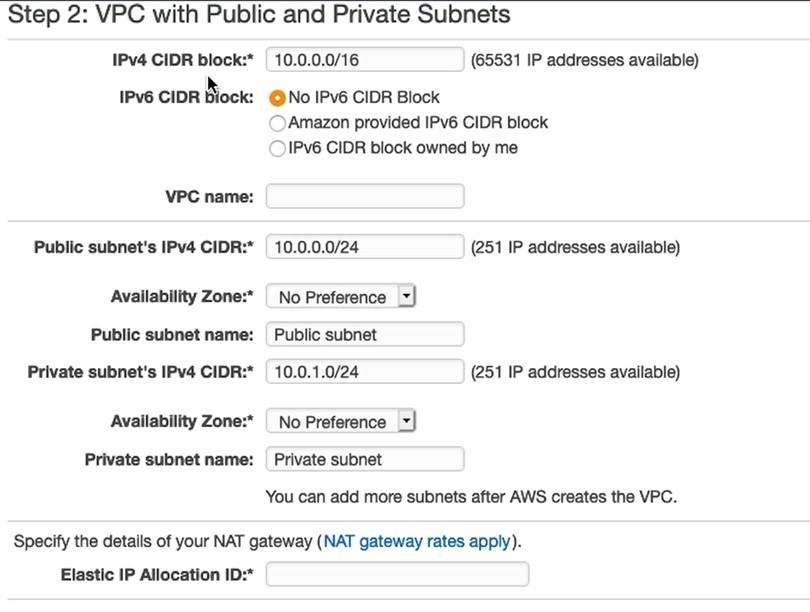 Step 2: VPC with Public and Private Subnets
IPv4 CIDR block:* 10.0.0.0/16 (65531 IP addresses available)
IPv6 CIDR block: No IPv6 CIDR Block
Amazon provided IPv6 CIDR block
IPv6 CIDR block owned by me
VPC name:
Public subnet's IPv4 CIDR:* 10.0.0.0/24 (251 IP addresses available)
Availability Zone:* No Preference
Public subnet name: Public subnet
Private subnet's IPv4 CIDR:* 10.0.1.0/24 (251 IP addresses available)
Availability Zone:* No Preference
Private subnet name: Private subnet
You can add more subnets after AWS creates the VPC.
Specify the details of your NAT gateway (NAT gateway rates apply).
Elastic IP Allocation ID:*